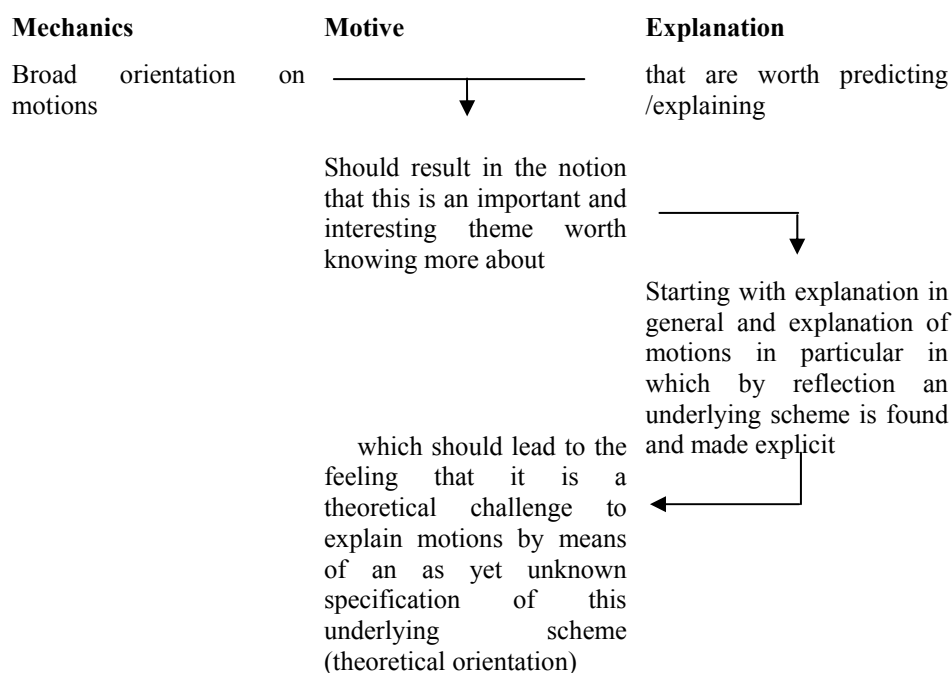 Mechanics Motive Explanation
Broad orientation on
motions
that are worth predicting
/explaining
Should result in the notion
that this is an important and
interesting theme worth
knowing more about
Starting with explanation in
general and explanation of
motions in particular in
which by reflection an
underlying scheme is found
and made explicit
which should lead to the
feeling that it is a
theoretical challenge to
explain motions by means
of an as yet unknown
specification of this
underlying scheme
(theoretical orientation)